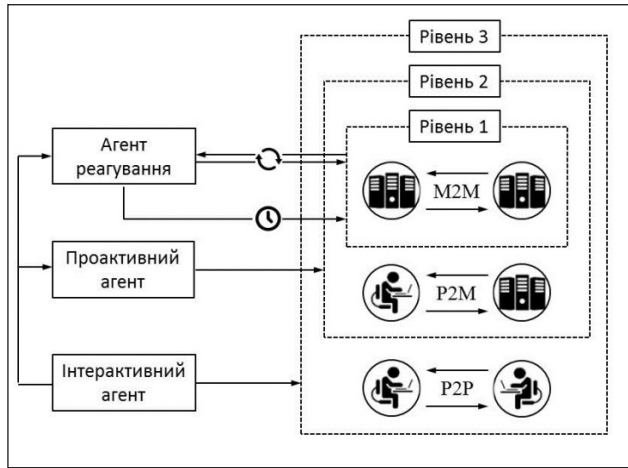 Рівень 3
Рівень 2
Рівень 1
Агент
реагування
M2M
Проактивний
агент
P2M
Інтерактивний
агент
P2P